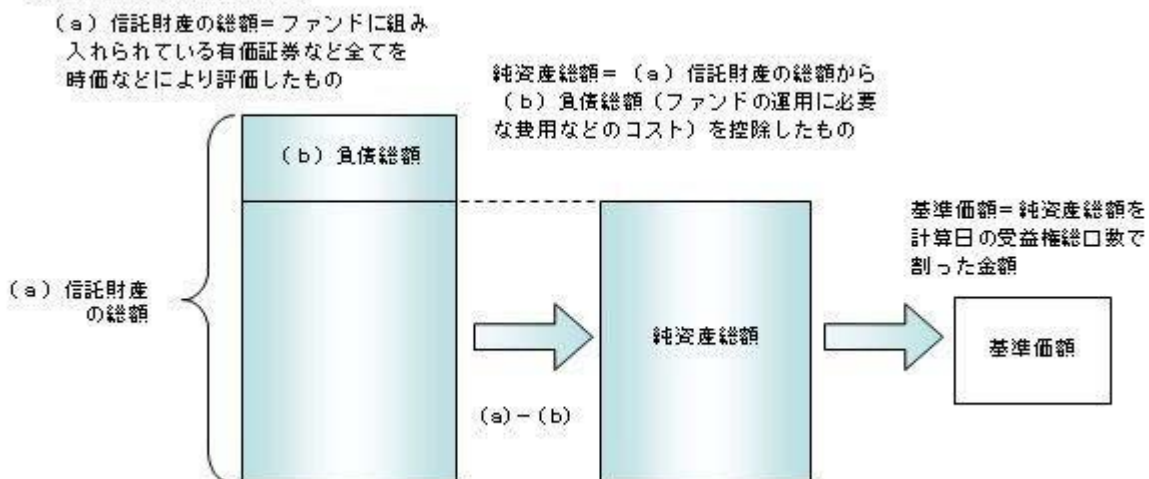 (a) 信託財産の総額=ファンドに組み
入れられている有価証券など全てを
時価などにより評価したもの
純資産総額=(a)信託財産の総額から
(b)負債総額(ファンドの運用に必要
な費用などのコスト)を控除したもの
(b)負債総額
基準価額=純資産総額を
計算日の受益権総口数で
割った金額
(a)信託財産
の総額
純資産総額
基準価額
(a)-(b)